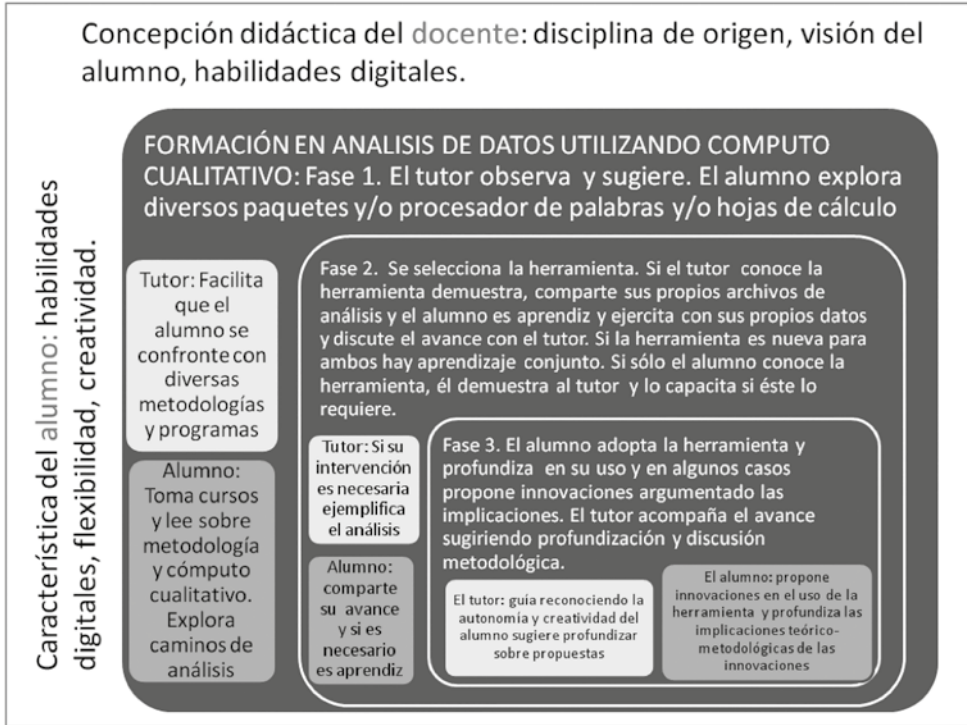 Concepción didáctica del docente: disciplina de origen, visión del
alumno, habilidades digitales.
Característica del alumno: habilidades
digitales, flexibilidad, creatividad.
FORMACIÓN EN ANALISIS DE DATOS UTILIZANDO COMPUTO
CUALITATIVO: Fase 1. El tutor observa y sugiere. El alumno explora
diversos paquetes y/o procesador de palabras y/o hojas de cálculo
Tutor: Facilita
que el
alumno se
confronte con
diversas
metodologías
y programas
Alumno:
Toma cursos
y lee sobre
metodología
y cómputo
cualitativo.
Explora
caminos de
análisis
Fase 2. Se selecciona la herramienta. Si el tutor conoce la
herramienta demuestra, comparte sus propios archivos de
análisis y el alumno es aprendiz y ejercita con sus propios datos
y discute el avance con el tutor. Si la herramienta es nueva para
ambos hay aprendizaje conjunto. Si sólo el alumno conoce la
herramienta, él demuestra al tutor y lo capacita si éste lo
requiere.
Tutor: Si su
intervención
es necesaria
ejemplifica
el análisis
Alumno:
comparte
su avance
y si es
necesario
es aprendiz
Fase 3. El alumno adopta la herramienta y
profundiza en su uso y en algunos casos
propone innovaciones argumentado las
implicaciones. El tutor acompaña el avance
sugiriendo profundización y discusión
metodológica.
El tutor: guía reconociendo la
autonomía y creatividad del
alumno sugiere profundizar
sobre propuestas
El alumno: propone
innovaciones en el uso de la
herramienta y profundiza las
implicaciones teórico-
metodológicas de las
innovaciones